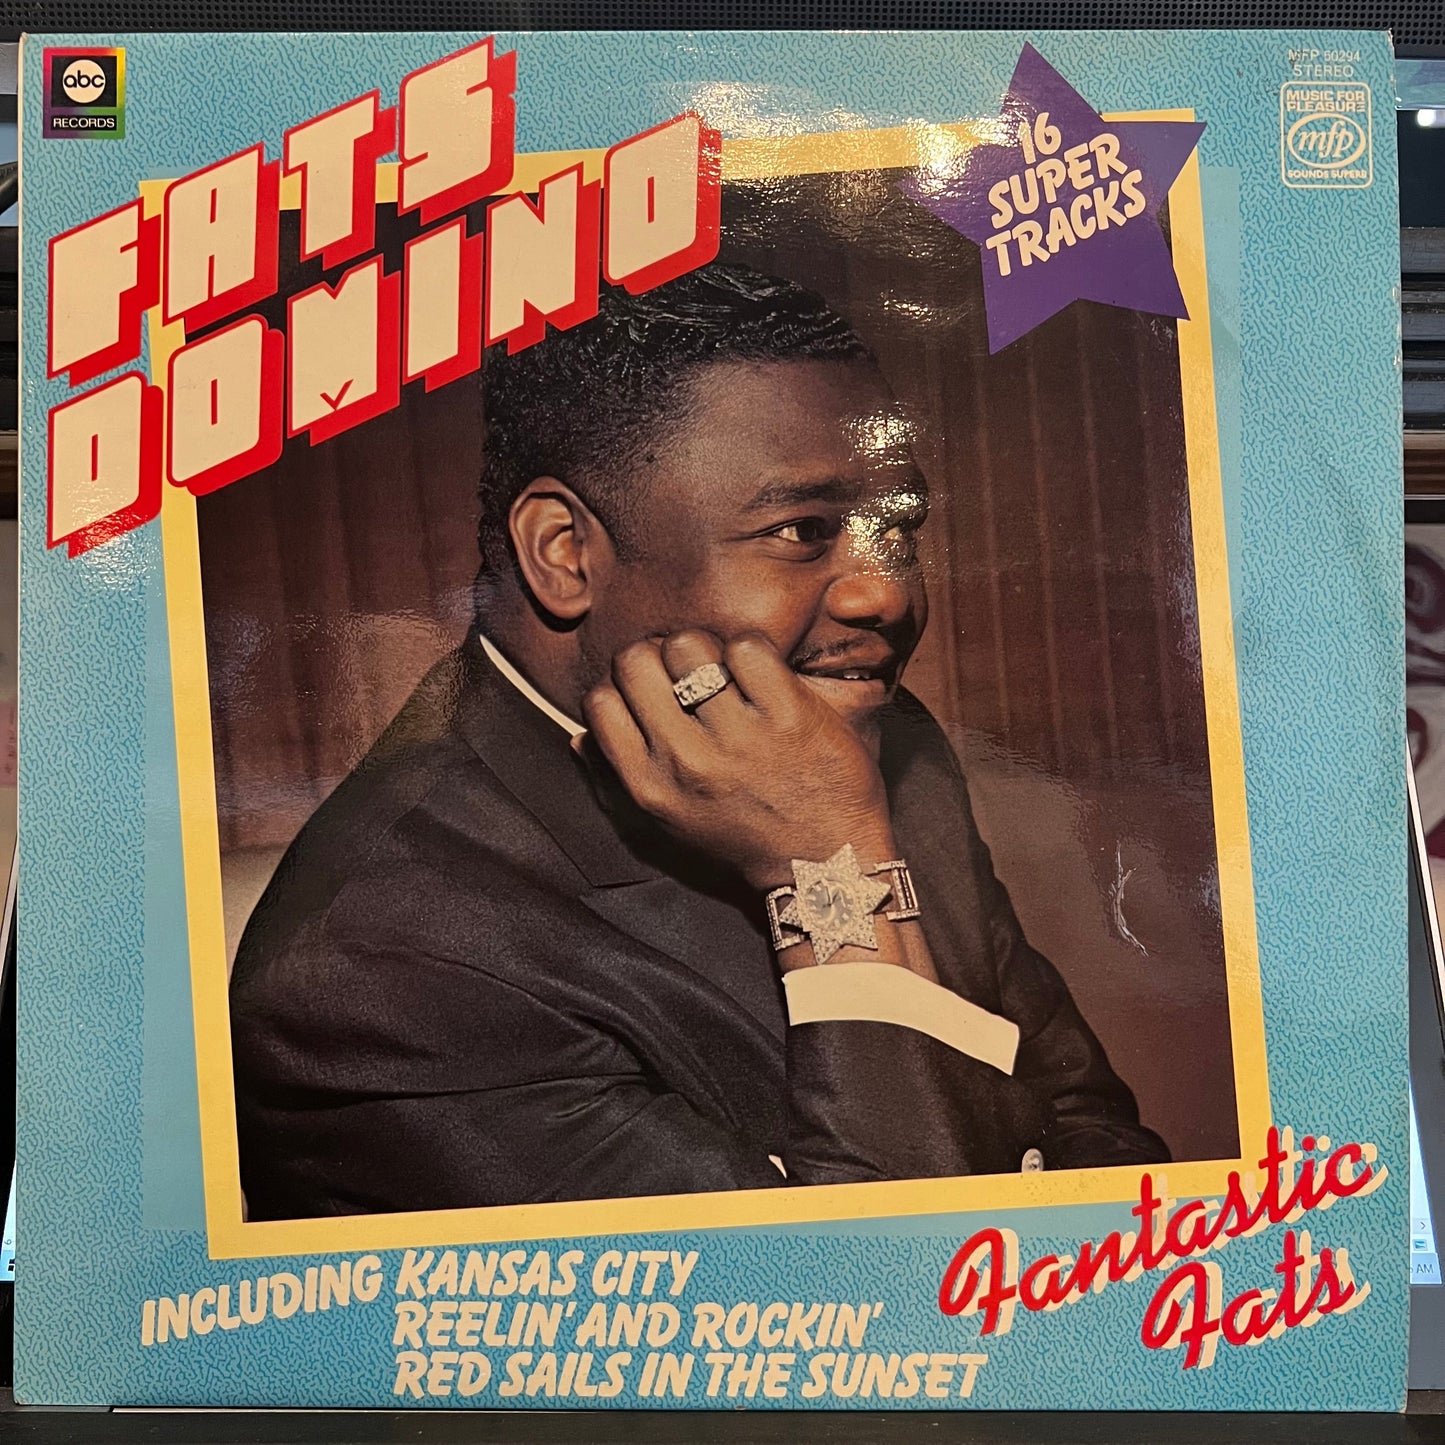 abc
RECORDS
FATS
DOMINO
16
SUPER
TRACKS
MFP 50294
STEREO
MUSIC FOR
PLEASURE
mfp
SOUNDS SUPERB
INCLUDING KANSAS CITY
REELIN' AND ROCKIN'
RED SAILS IN THE SUNSET
Fantastic
Fats
AM